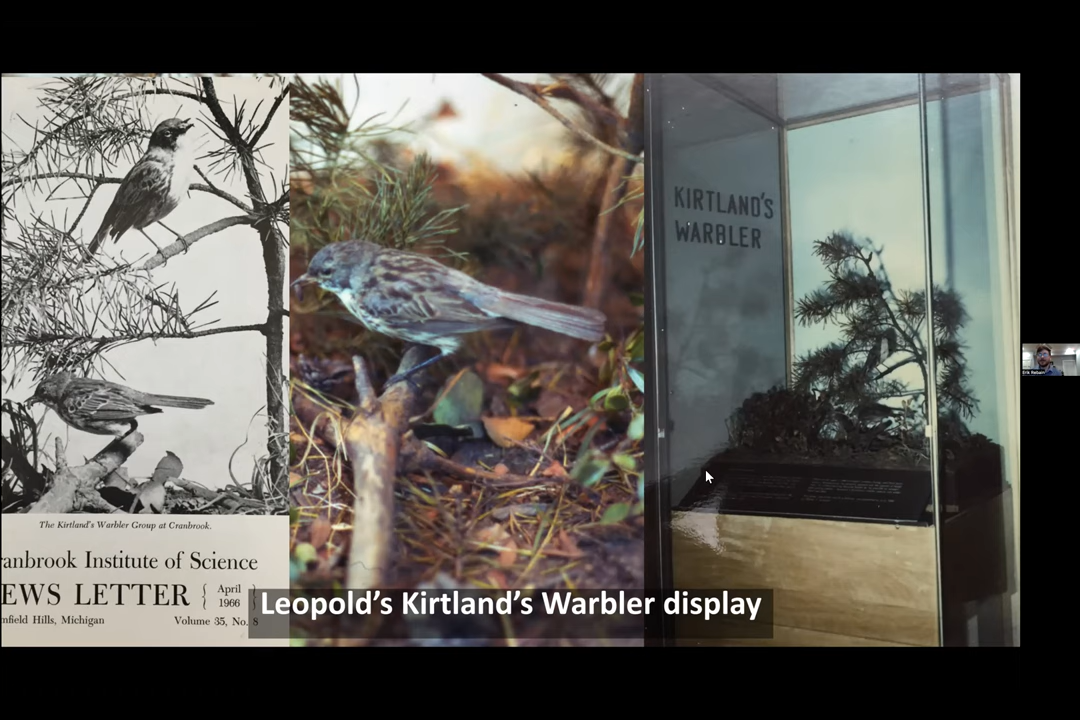 The Kirtland's Warbler Group at Cranbrook.
ranbrook Institute of Science
EWS LETTER { April 1966 }
mfield Hills, Michigan Volume 35, No. 8
KIRTLAND'S
WARBLER
Leopold's Kirtland's Warbler display